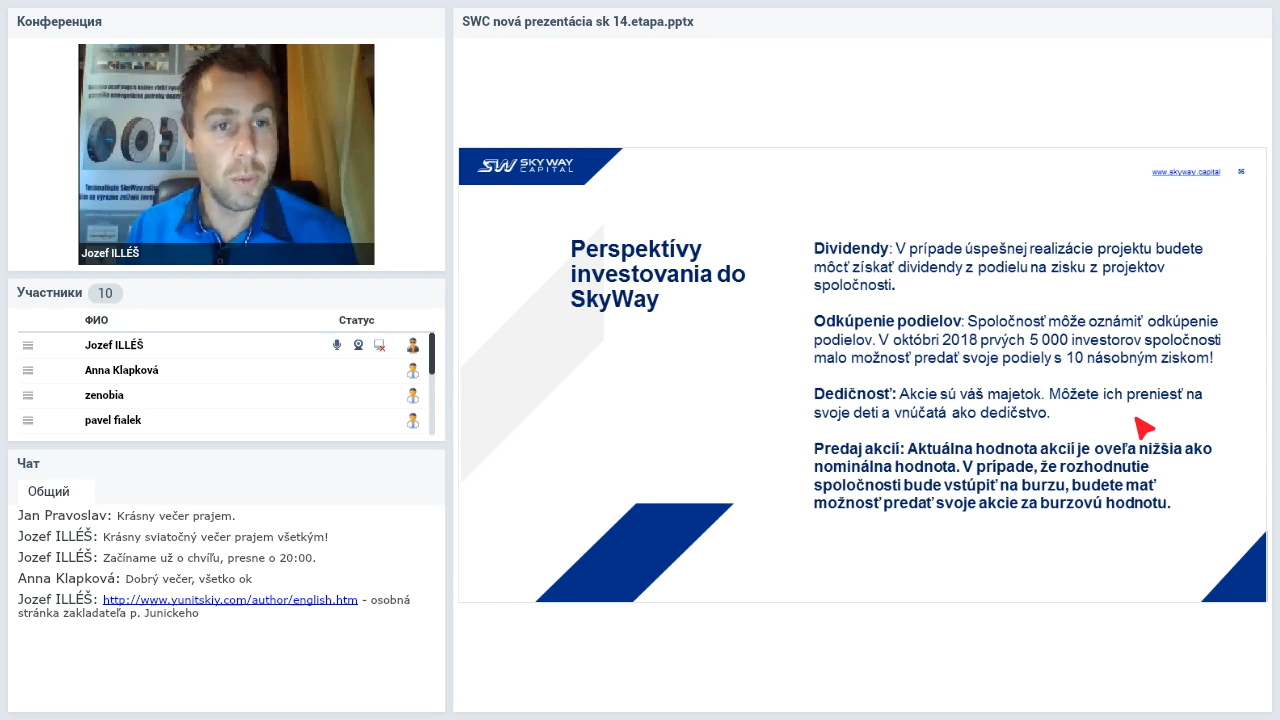 Конференция
Jozef ILLÉŠ
Участники 10
ФИО Статус
Jozef ILLÉŠ
Anna Klapková
zenobia
pavel fialek
Чат
Общий
Jan Pravoslav: Krásny večer prajem.
Jozef ILLÉŠ: Krásny sviatočný večer prajem všetkým!
Jozef ILLÉŠ: Začíname už o chvíľu, presne o 20:00.
Anna Klapková: Dobrý večer, všetko ok
Jozef ILLÉŠ: http://www.yunitskiy.com/author/english.htm - osobná
stránka zakladateľa p. Junickeho
SWC nová prezentácia sk 14.etapa.pptx
SW SKY WAY
CAPITAL
www.skyway.capital 56
Perspektívy
investovania do
SkyWay
Dividendy: V prípade úspešnej realizácie projektu budete
môcť získať dividendy z podielu na zisku z projektov
spoločnosti.
Odkúpenie podielov: Spoločnosť môže oznámiť odkúpenie
podielov. V októbri 2018 prvých 5 000 investorov spoločnosti
malo možnosť predať svoje podiely s 10 násobným ziskom!
Dedičnosť: Akcie sú váš majetok. Môžete ich preniesť na
svoje deti a vnúčatá ako dedičstvo.
Predaj akcií: Aktuálna hodnota akcií je oveľa nižšia ako
nominálna hodnota. V prípade, že rozhodnutie
spoločnosti bude vstúpiť na burzu, budete mať
možnosť predať svoje akcie za burzovú hodnotu.